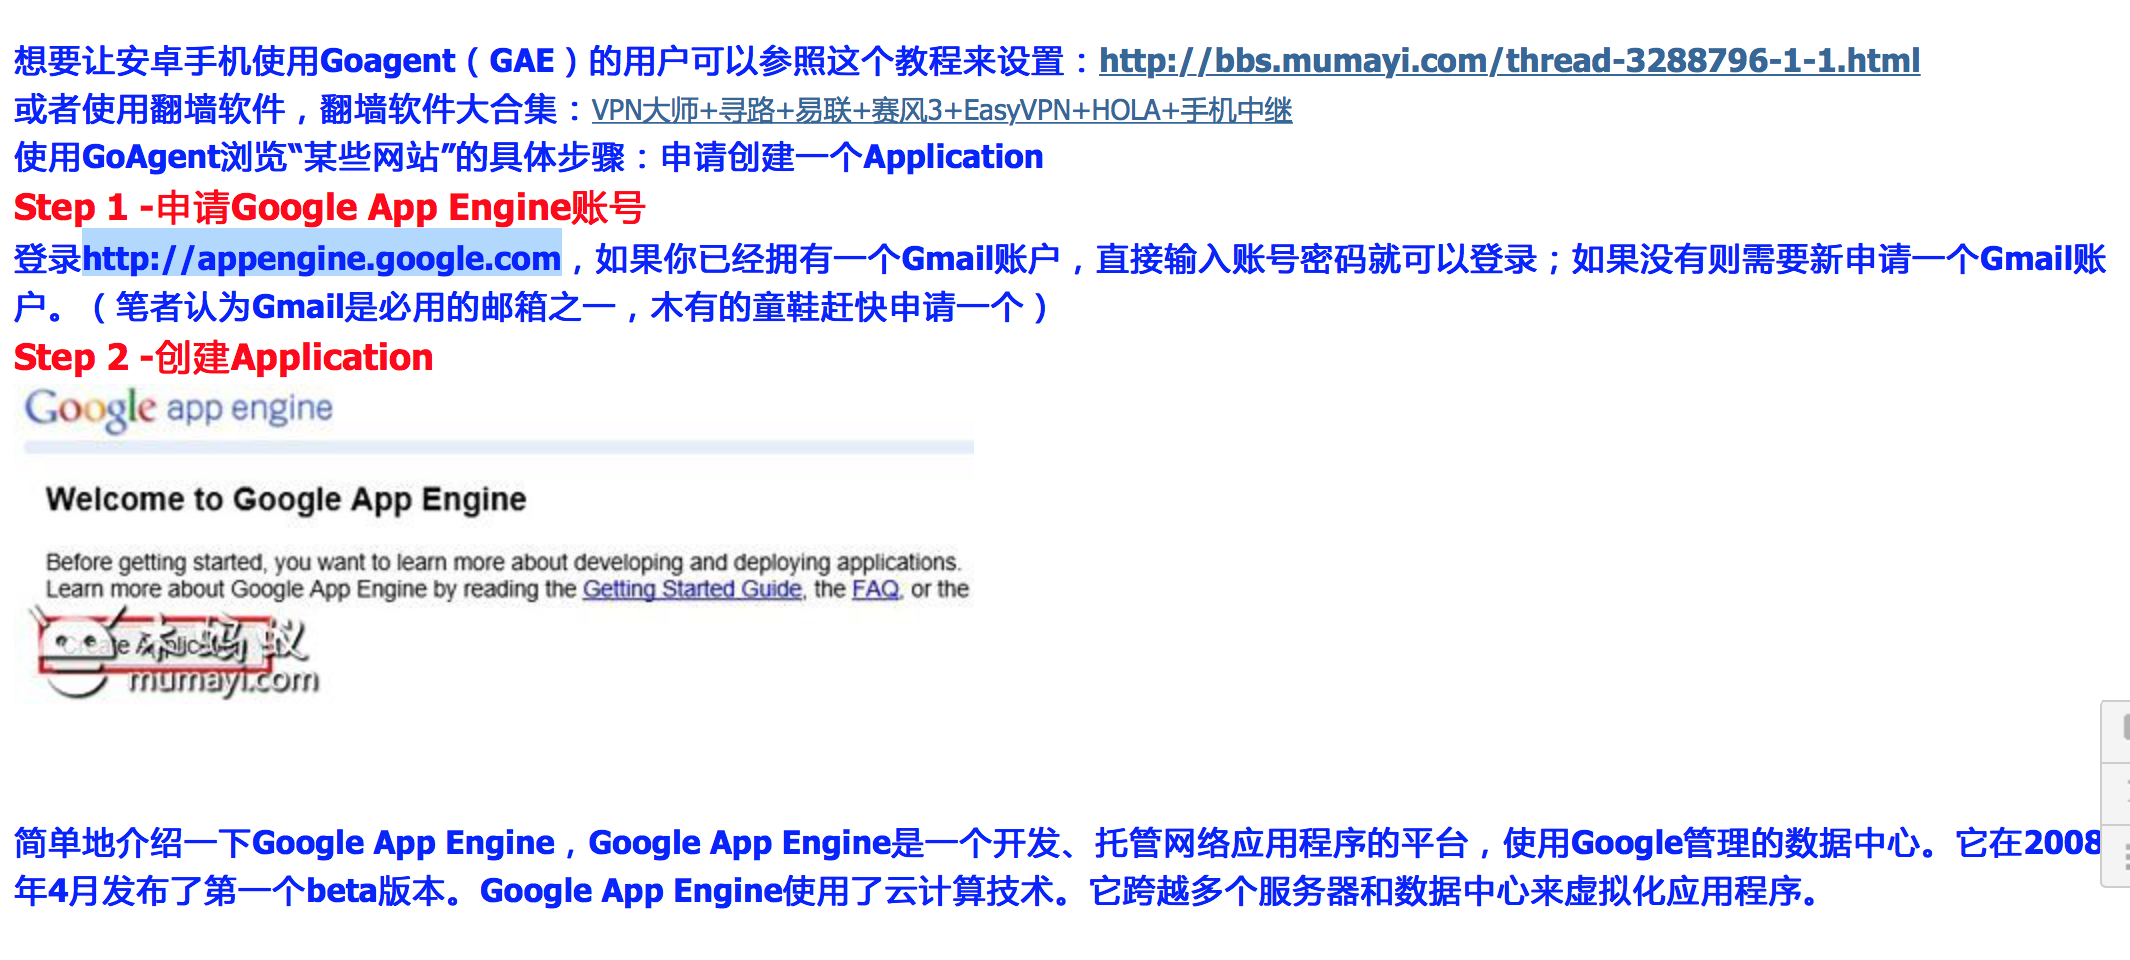 想要让安卓手机使用Goagent（GAE）的用户可以参照这个教程来设置：http://bbs.mumayi.com/thread-3288796-1-1.html
或者使用翻墙软件，翻墙软件大合集：VPN大师+寻路+易联+赛风3+EasyVPN+HOLA+手机中继
使用GoAgent浏览“某些网站”的具体步骤：申请创建一个Application
Step 1 -申请Google App Engine账号
登录http://appengine.google.com，如果你已经拥有一个Gmail账户，直接输入账号密码就可以登录；如果没有则需要新申请一个Gmail账
户。（笔者认为Gmail是必用的邮箱之一，木有的童鞋赶快申请一个）
Step 2 -创建Application
Google app engine
Welcome to Google App Engine
Before getting started, you want to learn more about developing and deploying applications.
Learn more about Google App Engine by reading the Getting Started Guide, the FAQ, or the
木蚂蚁
mumayi.com
简单地介绍一下Google App Engine，Google App Engine是一个开发、托管网络应用程序的平台，使用Google管理的数据中心。它在2008
年4月发布了第一个beta版本。Google App Engine使用了云计算技术。它跨越多个服务器和数据中心来虚拟化应用程序。